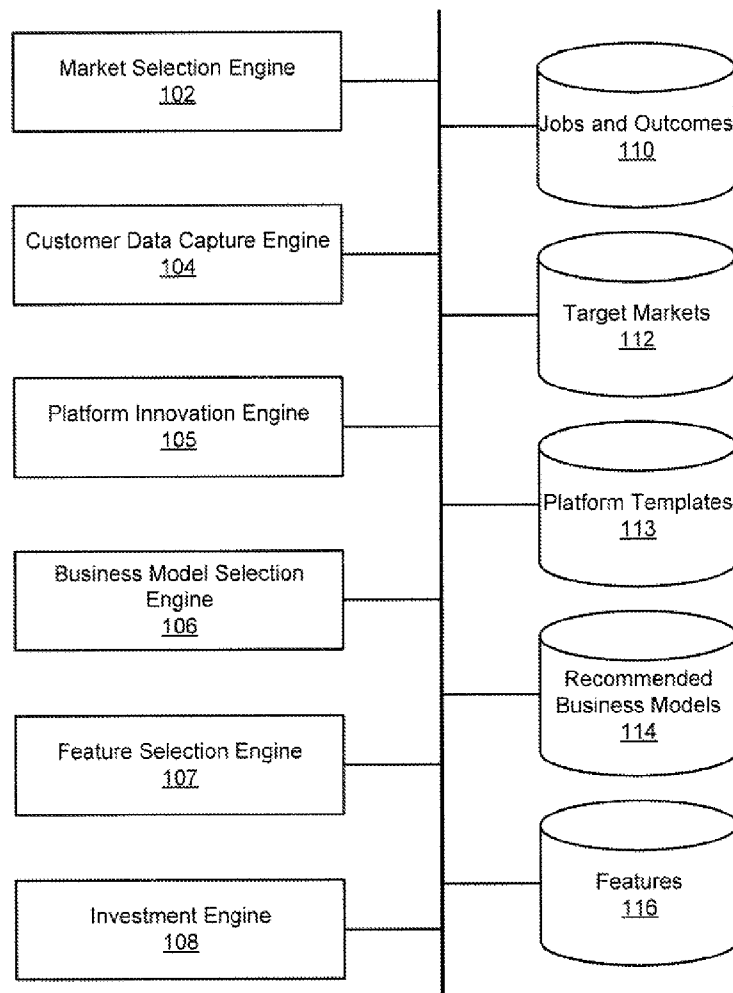 Market Selection Engine
102
Customer Data Capture Engine
104
Platform Innovation Engine
105
Business Model Selection
Engine
106
Feature Selection Engine
107
Investment Engine
108
Jobs and Outcomes
110
Target Markets
112
Platform Templates
113
Recommended
Business Models
114
Features
116